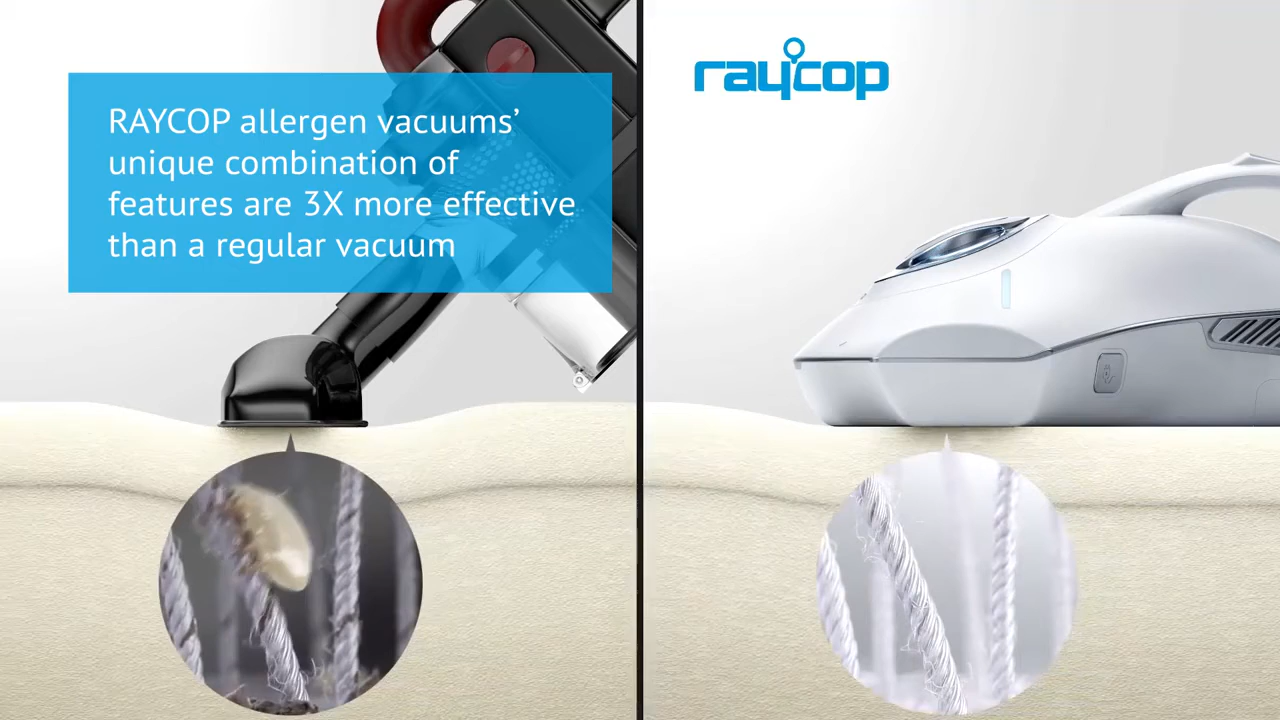 RAYCOP allergen vacuums’
unique combination of
features are 3X more effective
than a regular vacuum
raycop